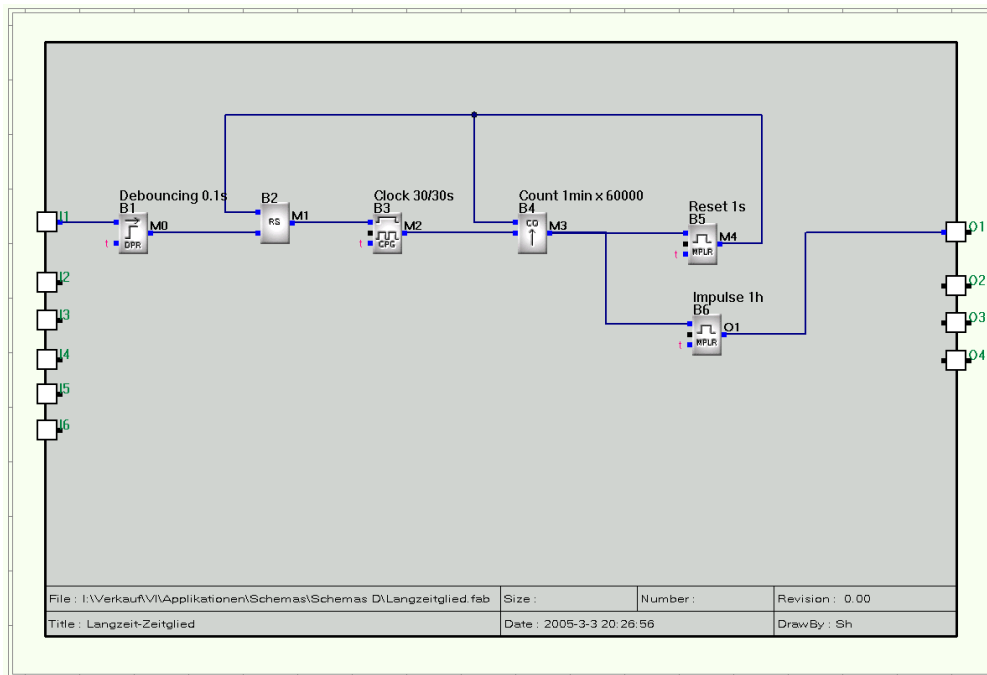 Debouncing 0.1s
B1
B2
Clock 30/30s
B3
Count 1min x 60000
B4
Reset 1s
B5
I1
M0
RS
M1
M2
CO
M3
M4
O1
t
DPR
t
CPG
t
MPLR
I2
O2
Impulse 1h
B6
I3
O3
O1
I4
t
MPLR
O4
I5
I6
File : I:\Verkauf\VI\Applikationen\Schemas\Schemas D\Langzeitglied.fab
Size :
Number :
Revision : 0.00
Title : Langzeit-Zeitglied
Date : 2005-3-3 20:26:56
DrawBy : Sh